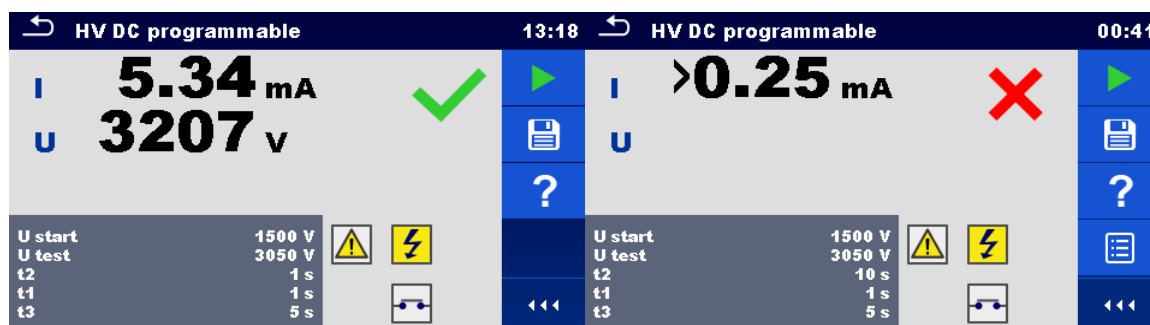 HV DC programmable 13:18
I 5.34 mA
U 3207 V
?
U start 1500 V
U test 3050 V
t2 1 s
t1 1 s
t3 5 s
HV DC programmable 00:41
I >0.25 mA
U
?
U start 1500 V
U test 3050 V
t2 10 s
t1 1 s
t3 5 s